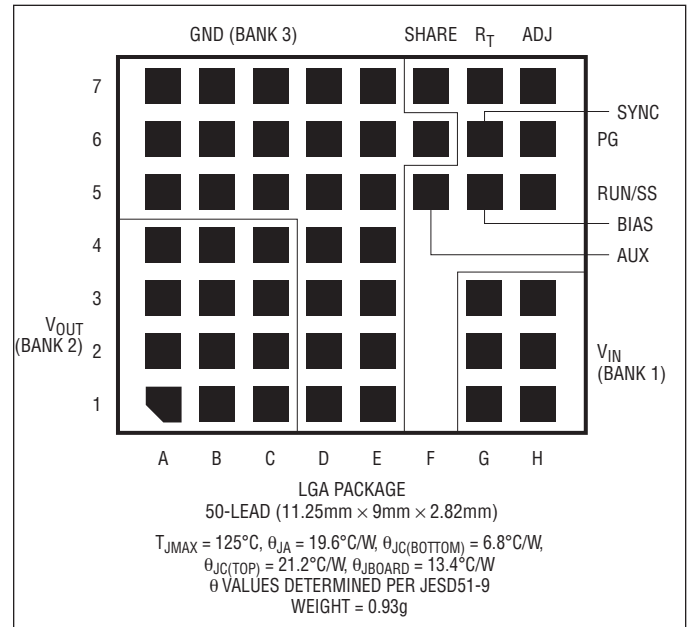 GND (BANK 3) SHARE R_T ADJ
7
SYNC
6 PG
5 RUN/SS
BIAS
4 AUX
3
V_OUT
(BANK 2)
2 V_IN
(BANK 1)
1
A B C D E F G H
LGA PACKAGE
50-LEAD (11.25mm × 9mm × 2.82mm)
T_JMAX = 125°C, θ_JA = 19.6°C/W, θ_JC(BOTTOM) = 6.8°C/W,
θ_JC(TOP) = 21.2°C/W, θ_JBOARD = 13.4°C/W
θ VALUES DETERMINED PER JESD51-9
WEIGHT = 0.93g